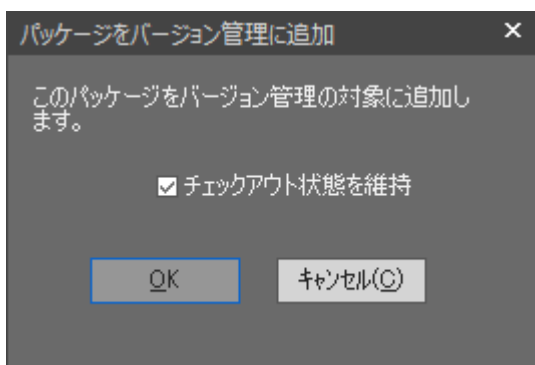 パッケージをバージョン管理に追加
このパッケージをバージョン管理の対象に追加し
ます。
チェックアウト状態を維持
OK
キャンセル(C)